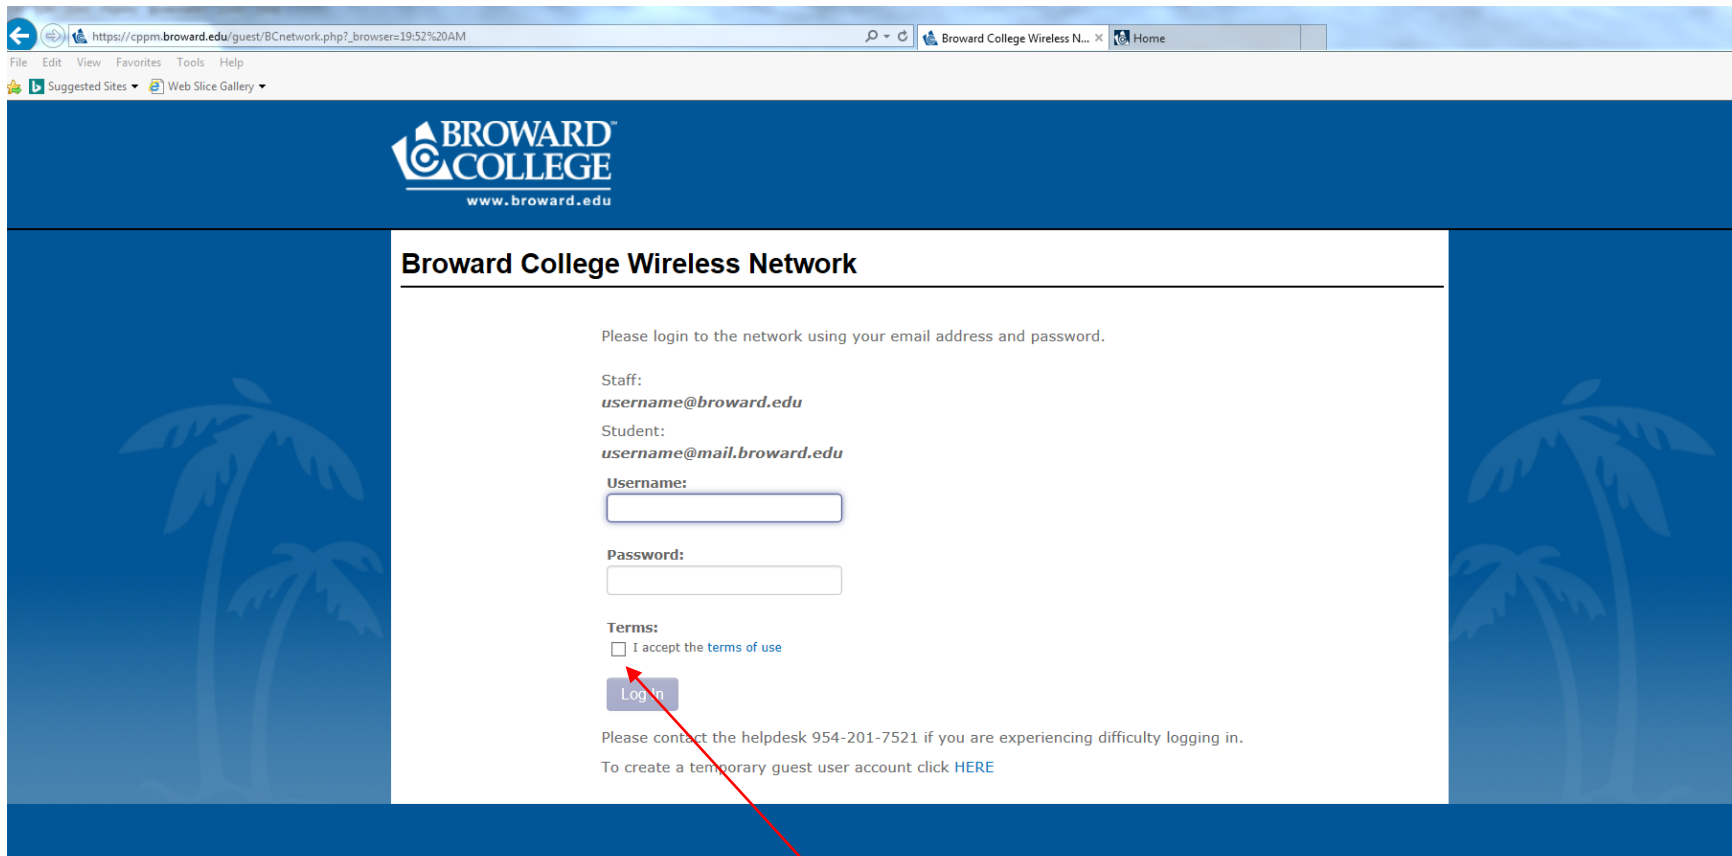 https://cppm.broward.edu/guest/BCnetwork.php?_browser=19:52%20AM
Broward College Wireless N...
Home
File Edit View Favorites Tools Help
Suggested Sites
Web Slice Gallery
BROWARD™
COLLEGE
www.broward.edu
Broward College Wireless Network
Please login to the network using your email address and password.
Staff:
username@broward.edu
Student:
username@mail.broward.edu
Username:
Password:
Terms:
I accept the terms of use
Log In
Please contact the helpdesk 954-201-7521 if you are experiencing difficulty logging in.
To create a temporary guest user account click HERE